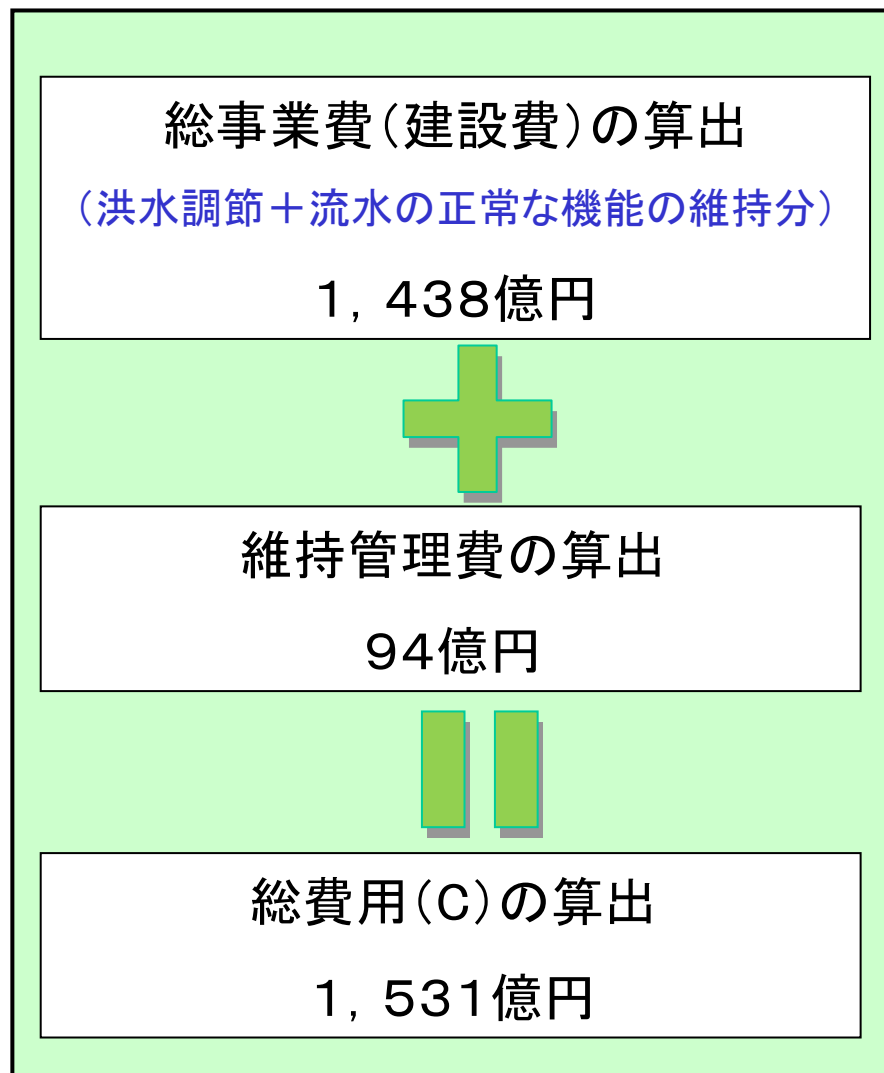 総事業費（建設費）の算出
（洪水調節＋流水の正常な機能の維持分）
１，４３８億円
維持管理費の算出
９４億円
総費用（C）の算出
１，５３１億円